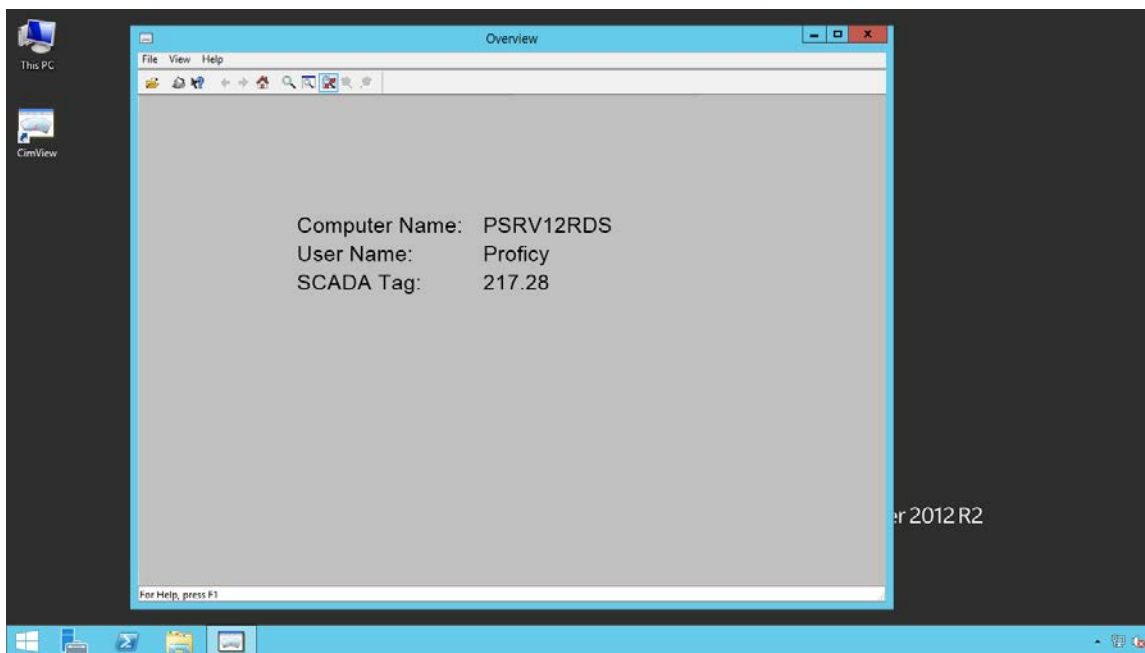 This PC
CimView
Overview
File View Help
Computer Name: PSRV12RDS
User Name: Proficy
SCADA Tag: 217.28
For Help, press F1
er 2012 R2